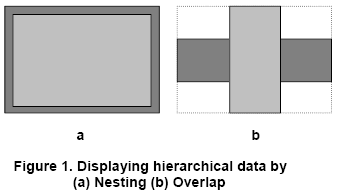 a
b
Figure 1. Displaying hierarchical data by
(a) Nesting (b) Overlap